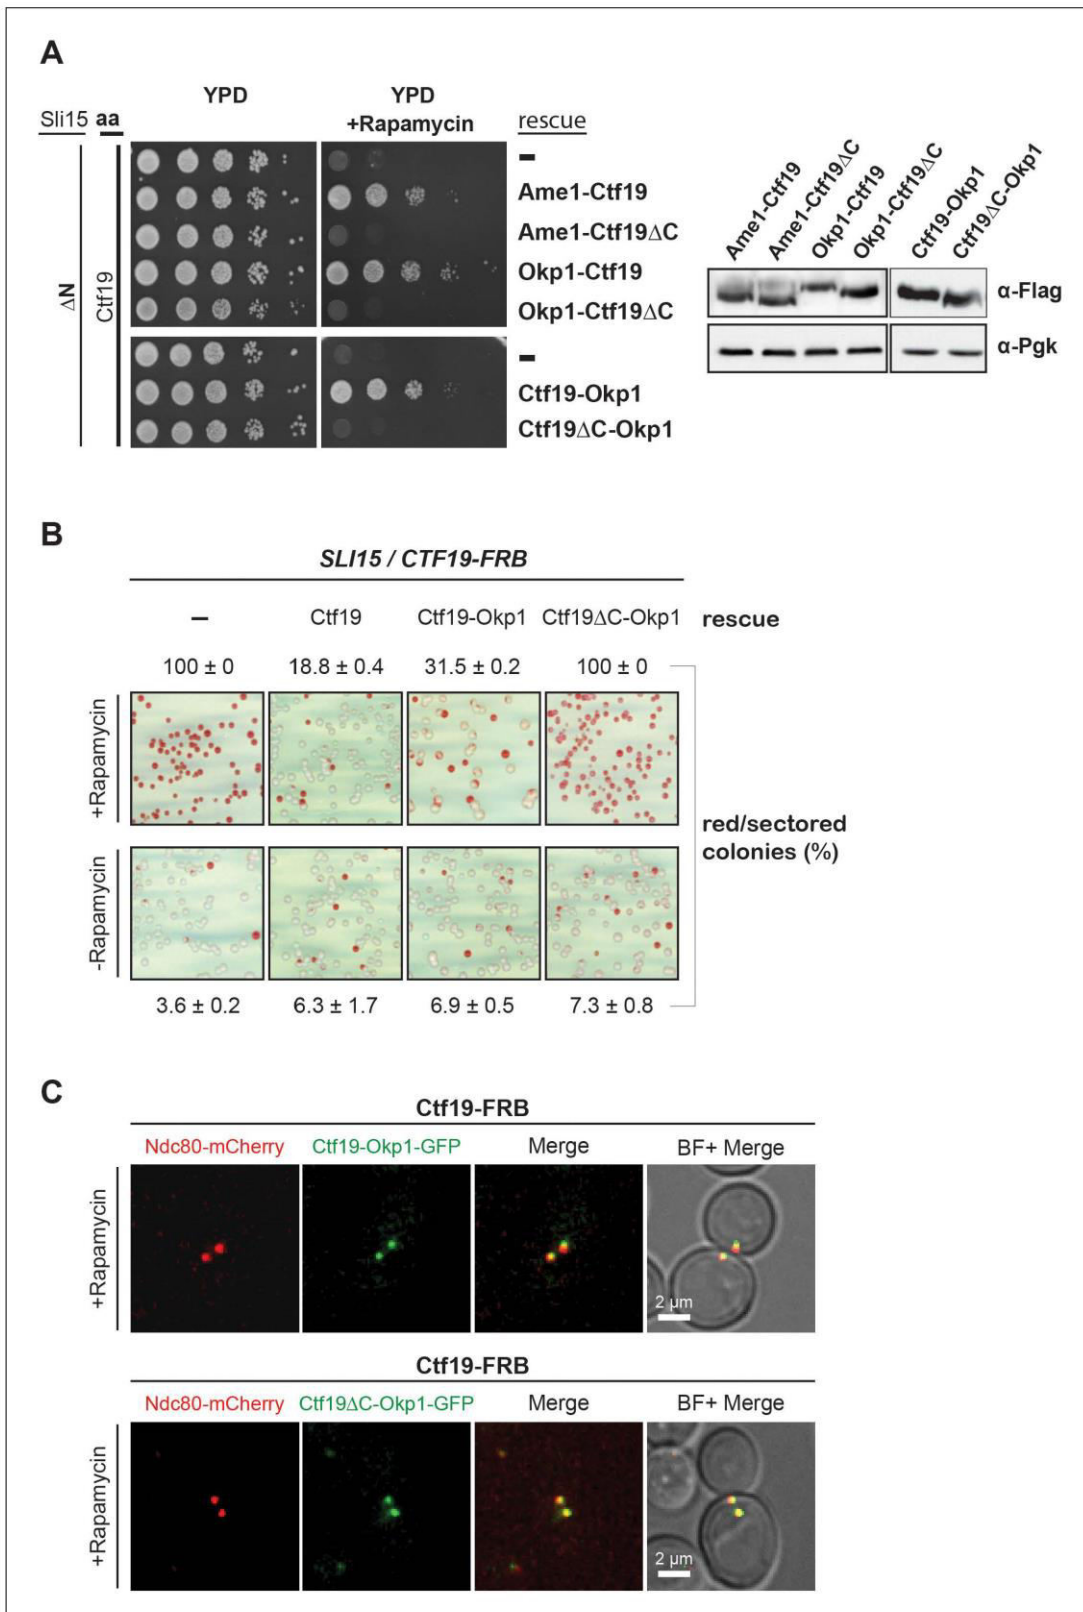 A
YPD
YPD
+Rapamycin
Sli15 aa
rescue
ΔN
Ctf19
–
Ame1-Ctf19
Ame1-Ctf19ΔC
Okp1-Ctf19
Okp1-Ctf19ΔC
–
Ctf19-Okp1
Ctf19ΔC-Okp1
Ame1-Ctf19
Ame1-Ctf19ΔC
Okp1-Ctf19
Okp1-Ctf19ΔC
Ctf19-Okp1
Ctf19ΔC-Okp1
α-Flag
α-Pgk
B
SLI15 / CTF19-FRB
– Ctf19 Ctf19-Okp1 Ctf19ΔC-Okp1 rescue
100 ± 0 18.8 ± 0.4 31.5 ± 0.2 100 ± 0
+Rapamycin
red/sectored
colonies (%)
-Rapamycin
3.6 ± 0.2 6.3 ± 1.7 6.9 ± 0.5 7.3 ± 0.8
C
Ctf19-FRB
Ndc80-mCherry Ctf19-Okp1-GFP Merge BF+ Merge
+Rapamycin
2 µm
Ctf19-FRB
Ndc80-mCherry Ctf19ΔC-Okp1-GFP Merge BF+ Merge
+Rapamycin
2 µm